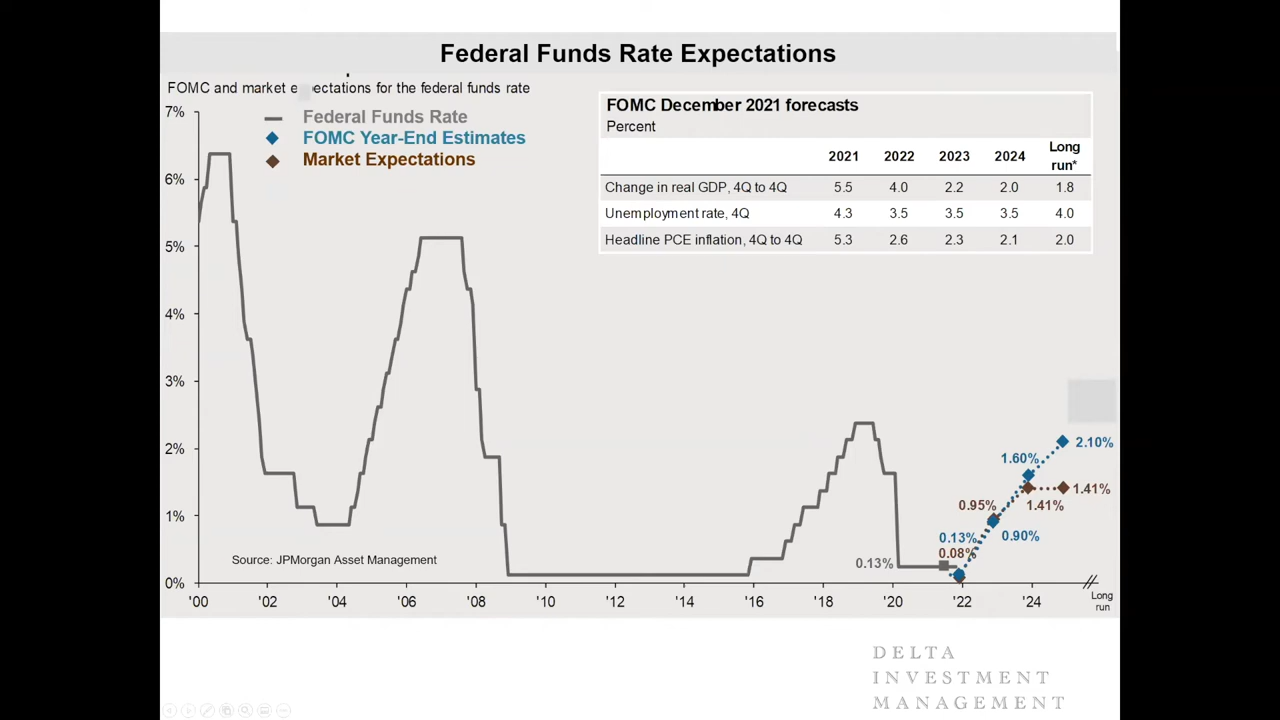 Federal Funds Rate Expectations
FOMC and market e ectations for the federal funds rate
Federal Funds Rate
FOMC Year-End Estimates
Market Expectations
FOMC December 2021 forecasts
Percent
2021 2022 2023 2024 Long run*
Change in real GDP, 4Q to 4Q 5.5 4.0 2.2 2.0 1.8
Unemployment rate, 4Q 4.3 3.5 3.5 3.5 4.0
Headline PCE inflation, 4Q to 4Q 5.3 2.6 2.3 2.1 2.0
7%
6%
5%
4%
3%
2%
1%
0%
2.10%
1.60%
1.41%
0.95%
1.41%
0.13%
0.90%
0.08%
0.13%
Source: JPMorgan Asset Management
'00 '02 '04 '06 '08 '10 '12 '14 '16 '18 '20 '22 '24 Long run
DELTA
INVESTMENT
MANAGEMENT